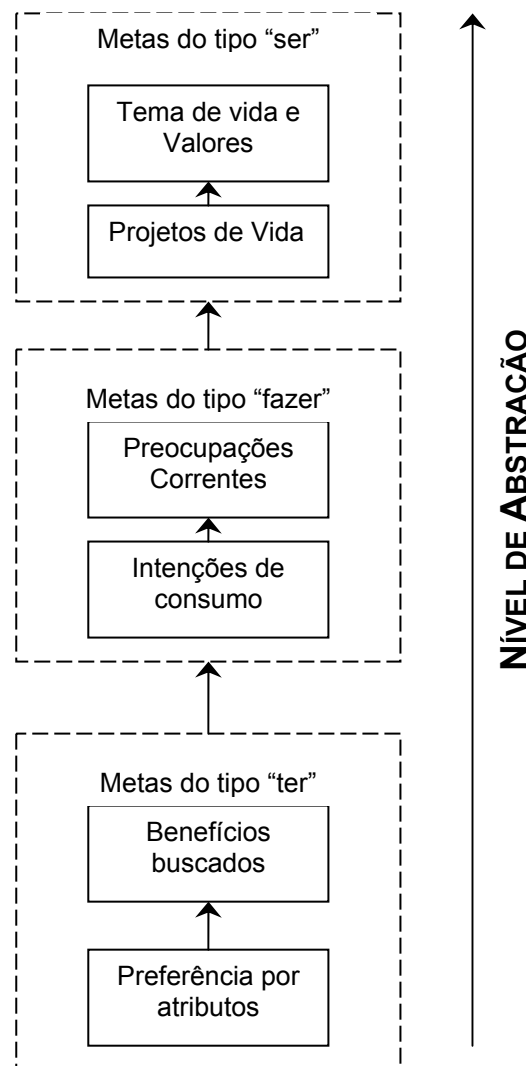 Metas do tipo “ser”
Tema de vida e
Valores
Projetos de Vida
Metas do tipo “fazer”
Preocupações
Correntes
Intenções de
consumo
Metas do tipo “ter”
Benefícios
buscados
Preferência por
atributos
NÍVEL DE ABSTRAÇÃO